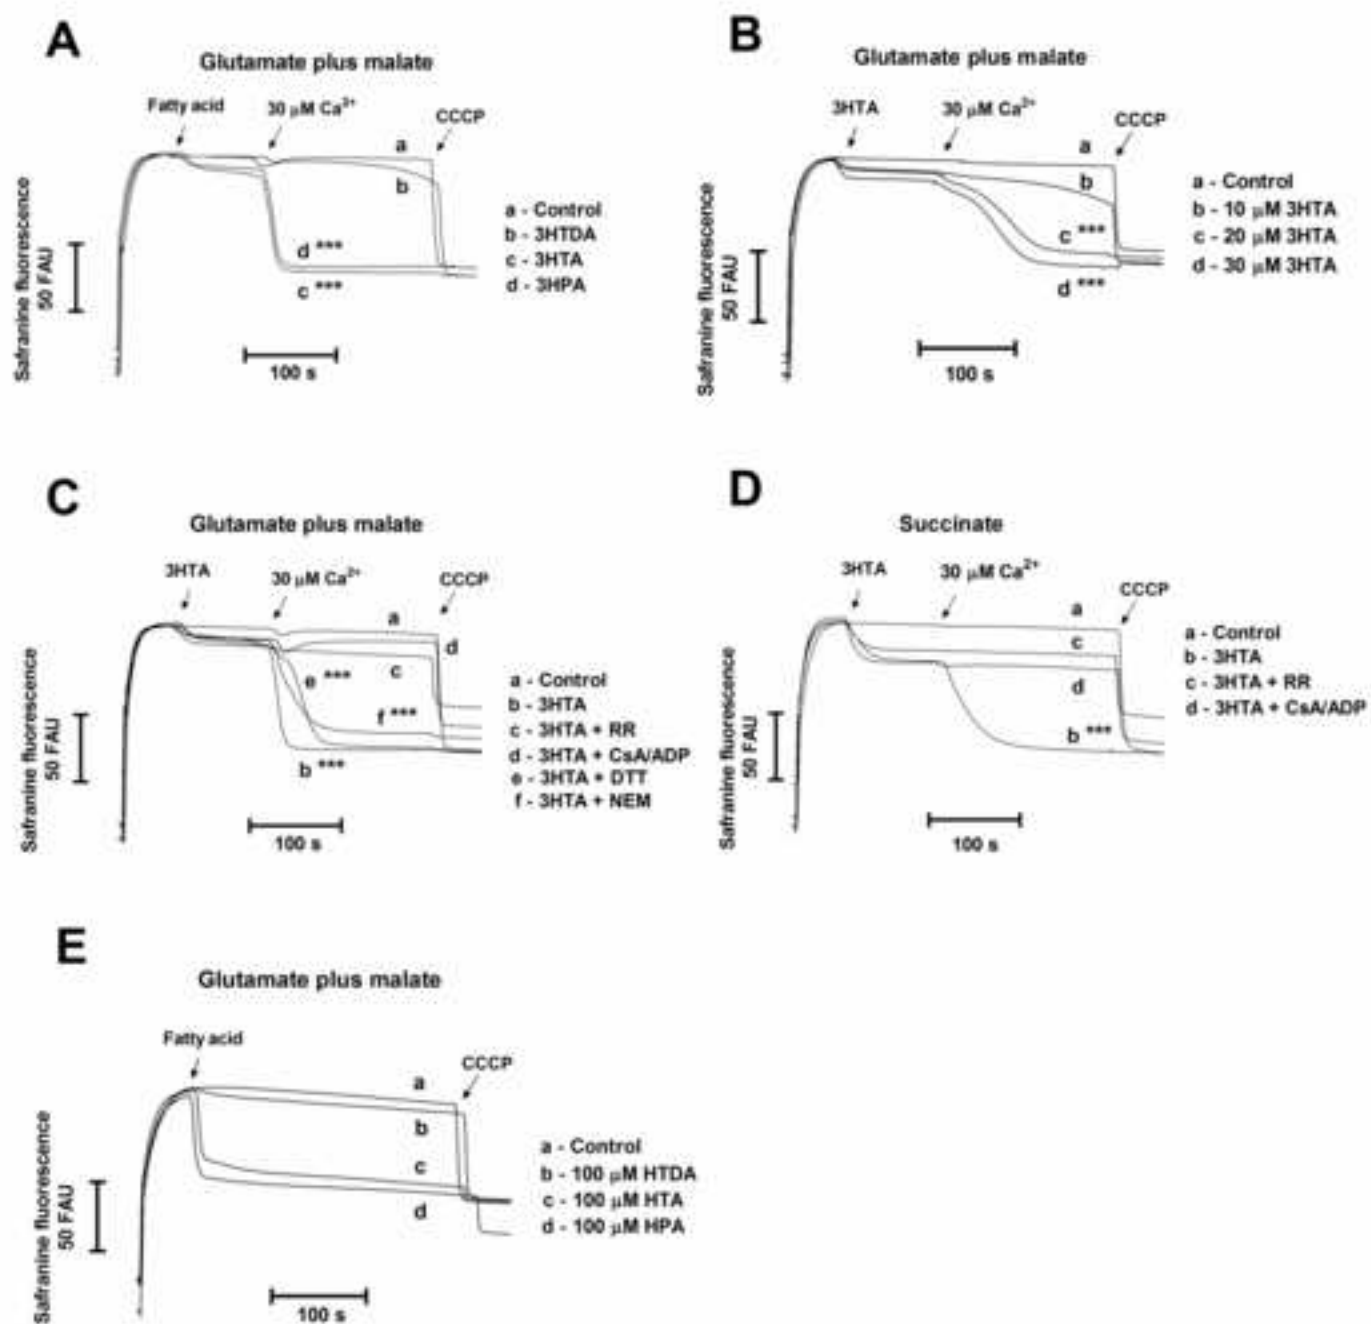 A
Glutamate plus malate
Fatty acid
30 µM Ca²⁺
CCCP
a
b
d ***
c ***
Safranine fluorescence
50 FAU
100 s
a - Control
b - 3HTDA
c - 3HTA
d - 3HPA
B
Glutamate plus malate
3HTA
30 µM Ca²⁺
CCCP
a
b
c ***
d ***
Safranine fluorescence
50 FAU
100 s
a - Control
b - 10 µM 3HTA
c - 20 µM 3HTA
d - 30 µM 3HTA
C
Glutamate plus malate
3HTA
30 µM Ca²⁺
CCCP
a
d
c
e ***
f ***
b ***
Safranine fluorescence
50 FAU
100 s
a - Control
b - 3HTA
c - 3HTA + RR
d - 3HTA + CsA/ADP
e - 3HTA + DTT
f - 3HTA + NEM
D
Succinate
3HTA
30 µM Ca²⁺
CCCP
a
c
d
b ***
Safranine fluorescence
50 FAU
100 s
a - Control
b - 3HTA
c - 3HTA + RR
d - 3HTA + CsA/ADP
E
Glutamate plus malate
Fatty acid
CCCP
a
b
c
d
Safranine fluorescence
50 FAU
100 s
a - Control
b - 100 µM HTDA
c - 100 µM HTA
d - 100 µM HPA